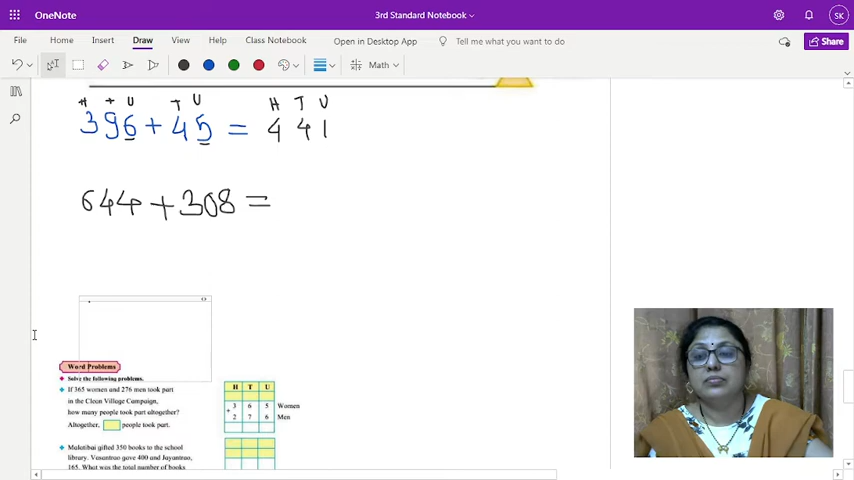 OneNote
3rd Standard Notebook
SK
File Home Insert Draw View Help Class Notebook Open in Desktop App Tell me what you want to do Share
Math
H T U T U H T U
396 + 45 = 441
644 + 308 =
Word Problems
Solve the following problems.
If 365 women and 276 men took part
in the Clean Village Campaign,
how many people took part altogether?
Altogether, people took part.
H T U
3 6 5 Women
+ 2 7 6 Men
Malatibai gifted 350 books to the school
library. Vasantrao gave 400 and Jayantrao,
165. What was the total number of books